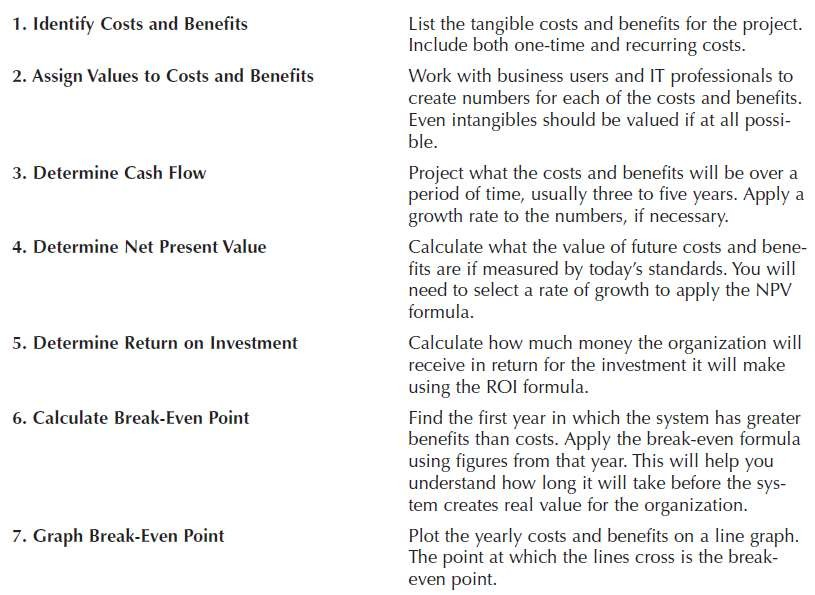 1. Identify Costs and Benefits
List the tangible costs and benefits for the project.
Include both one-time and recurring costs.
2. Assign Values to Costs and Benefits
Work with business users and IT professionals to
create numbers for each of the costs and benefits.
Even intangibles should be valued if at all possi-
ble.
3. Determine Cash Flow
Project what the costs and benefits will be over a
period of time, usually three to five years. Apply a
growth rate to the numbers, if necessary.
4. Determine Net Present Value
Calculate what the value of future costs and bene-
fits are if measured by today's standards. You will
need to select a rate of growth to apply the NPV
formula.
5. Determine Return on Investment
Calculate how much money the organization will
receive in return for the investment it will make
using the ROI formula.
6. Calculate Break-Even Point
Find the first year in which the system has greater
benefits than costs. Apply the break-even formula
using figures from that year. This will help you
understand how long it will take before the sys-
tem creates real value for the organization.
7. Graph Break-Even Point
Plot the yearly costs and benefits on a line graph.
The point at which the lines cross is the break-
even point.